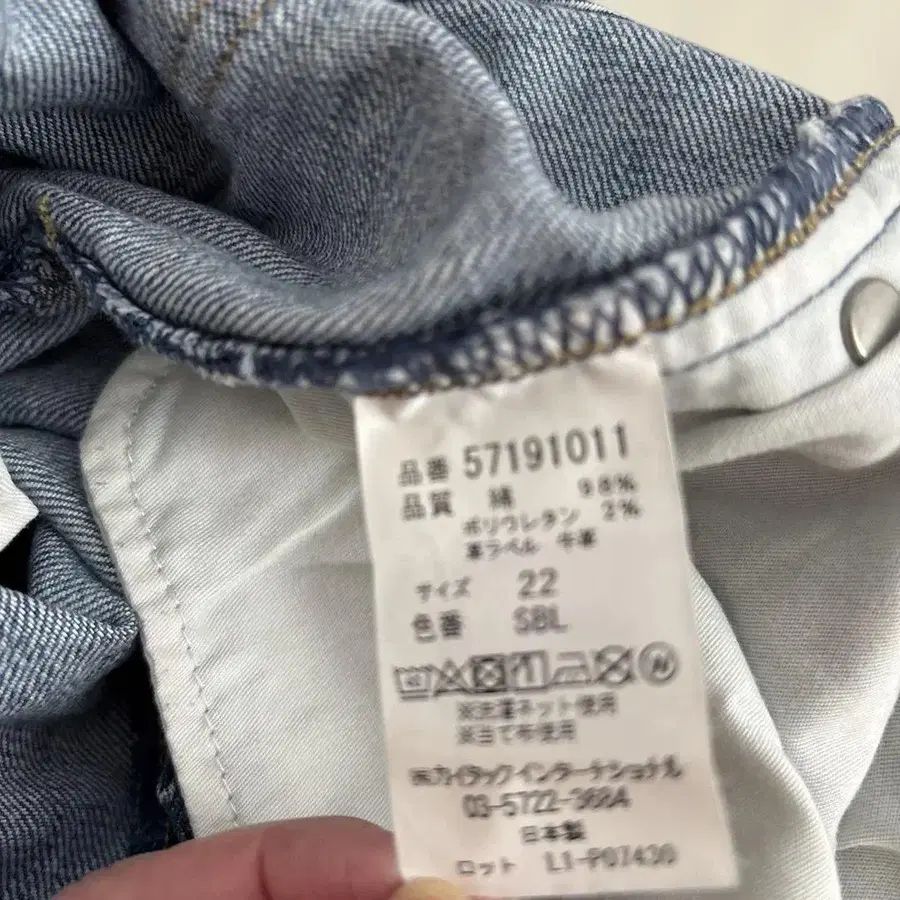 品番 57191011
品質 綿 98%
ポリウレタン 2%
革ラベル 牛革
サイズ 22
色番 SBL
※洗濯ネット使用
※当て布使用
㈱カイタックインターナショナル
03-5722-3684
日本製
ロット L1-P07430